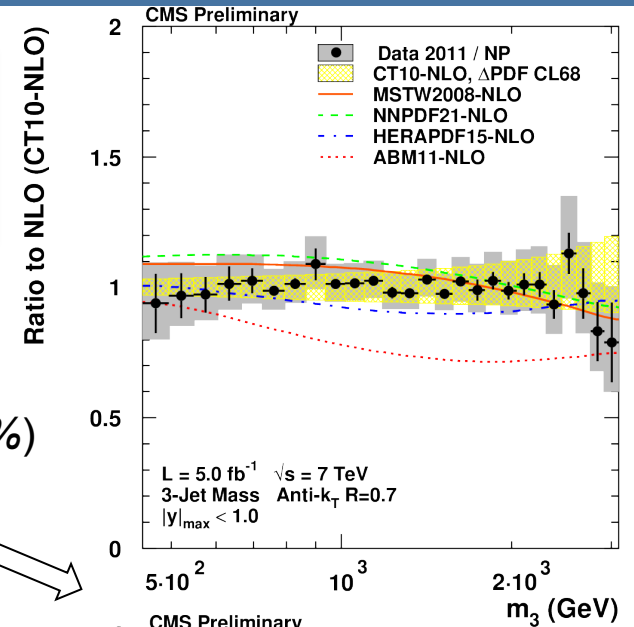 CMS Preliminary
Ratio to NLO (CT10-NLO)
2
1.5
1
0.5
0
Data 2011 / NP
CT10-NLO, ΔPDF CL68
MSTW2008-NLO
NNPDF21-NLO
HERAPDF15-NLO
ABM11-NLO
%)
L = 5.0 fb⁻¹ √s = 7 TeV
3-Jet Mass Anti-k_T R=0.7
|y|_max < 1.0
5·10² 10³ 2·10³
m₃ (GeV)
CMS Preliminary